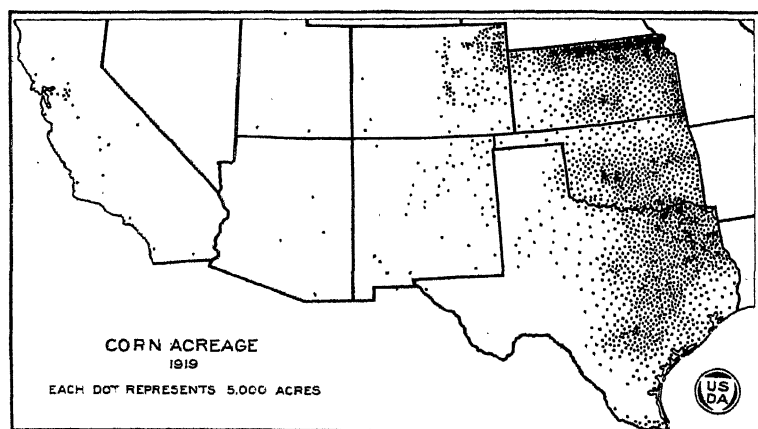 CORN ACREAGE
1919
EACH DOT REPRESENTS 5,000 ACRES
US
DA